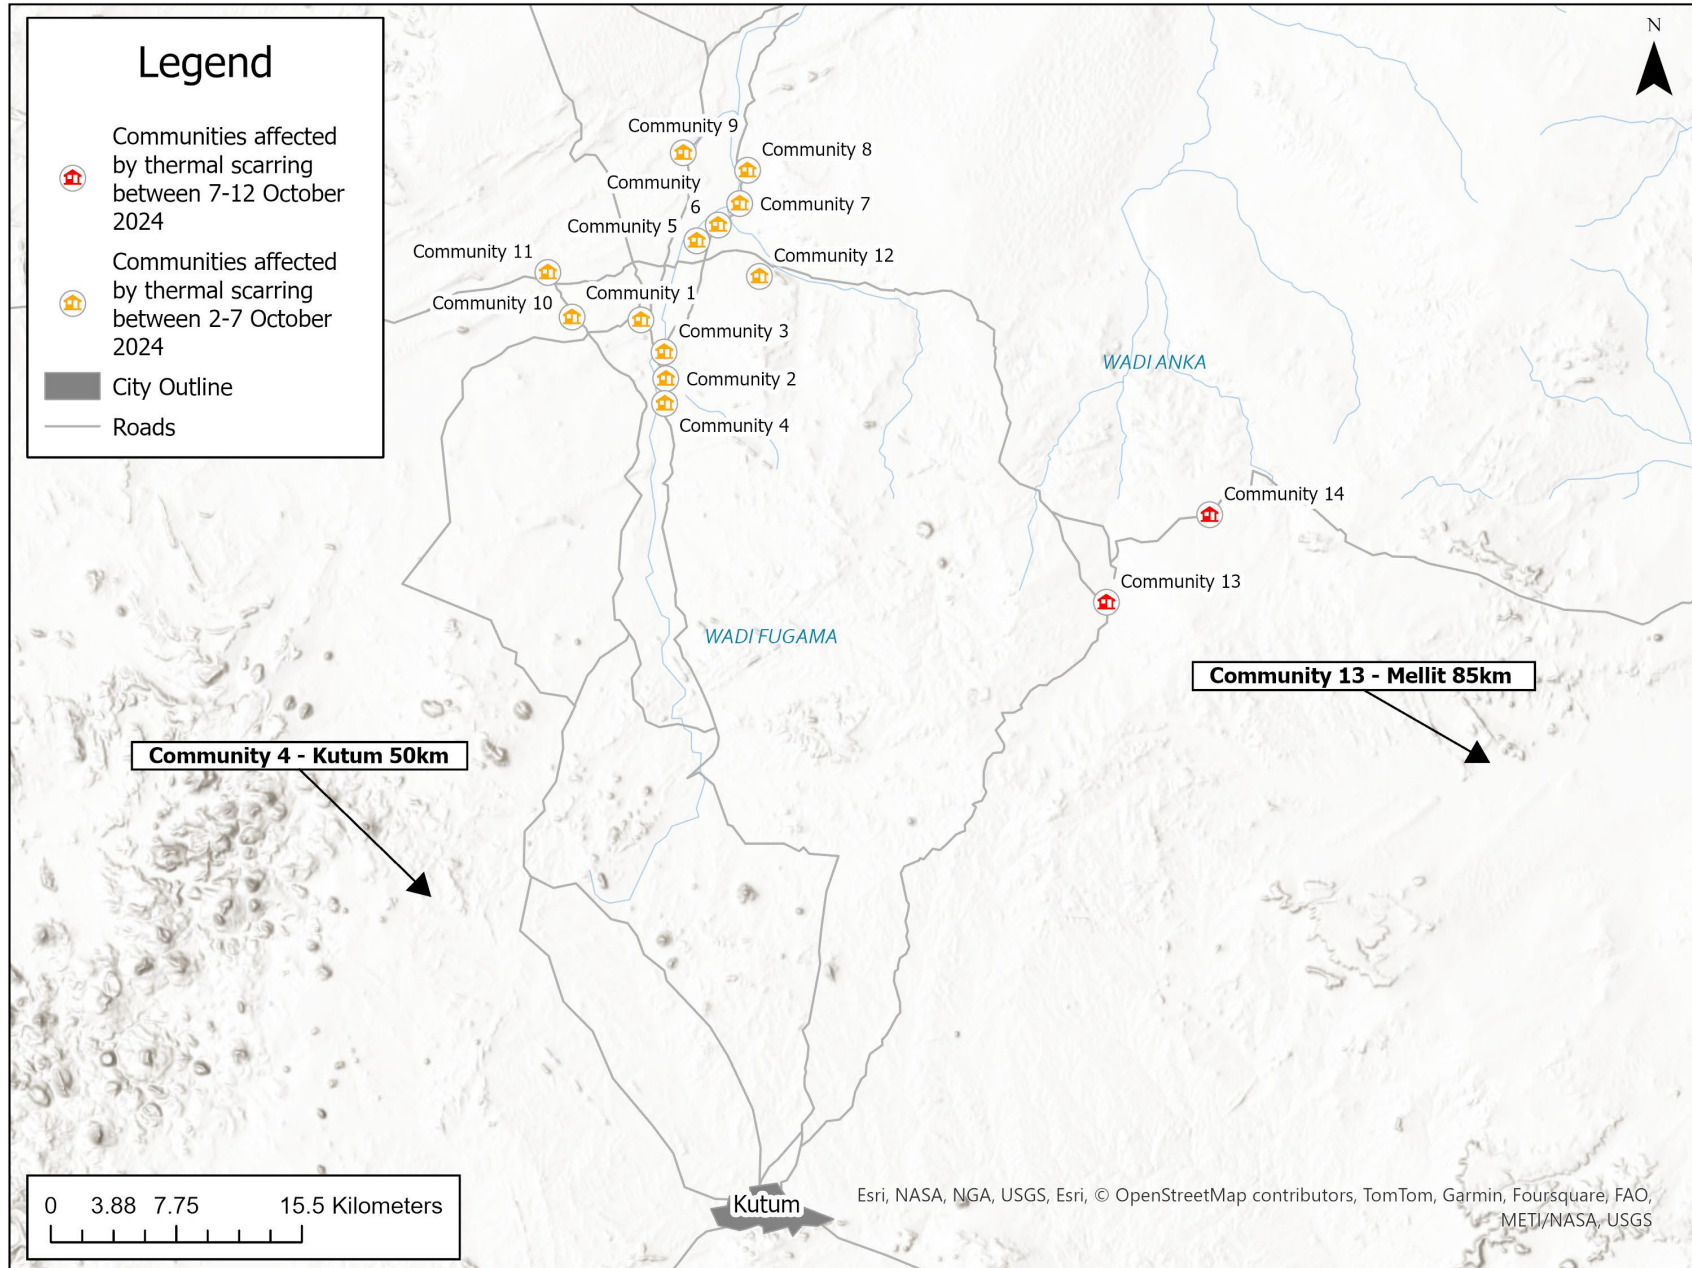 Legend
Communities affected
by thermal scarring
between 7-12 October
2024
Communities affected
by thermal scarring
between 2-7 October
2024
City Outline
Roads
N
Community 9
Community 8
Community
6
Community 7
Community 5
Community 11
Community 12
Community 10
Community 1
Community 3
Community 2
Community 4
WADI ANKA
Community 14
Community 13
WADI FUGAMA
Community 13 - Mellit 85km
Community 4 - Kutum 50km
Kutum
0 3.88 7.75 15.5 Kilometers
Esri, NASA, NGA, USGS, Esri, © OpenStreetMap contributors, TomTom, Garmin, Foursquare, FAO,
METI/NASA, USGS